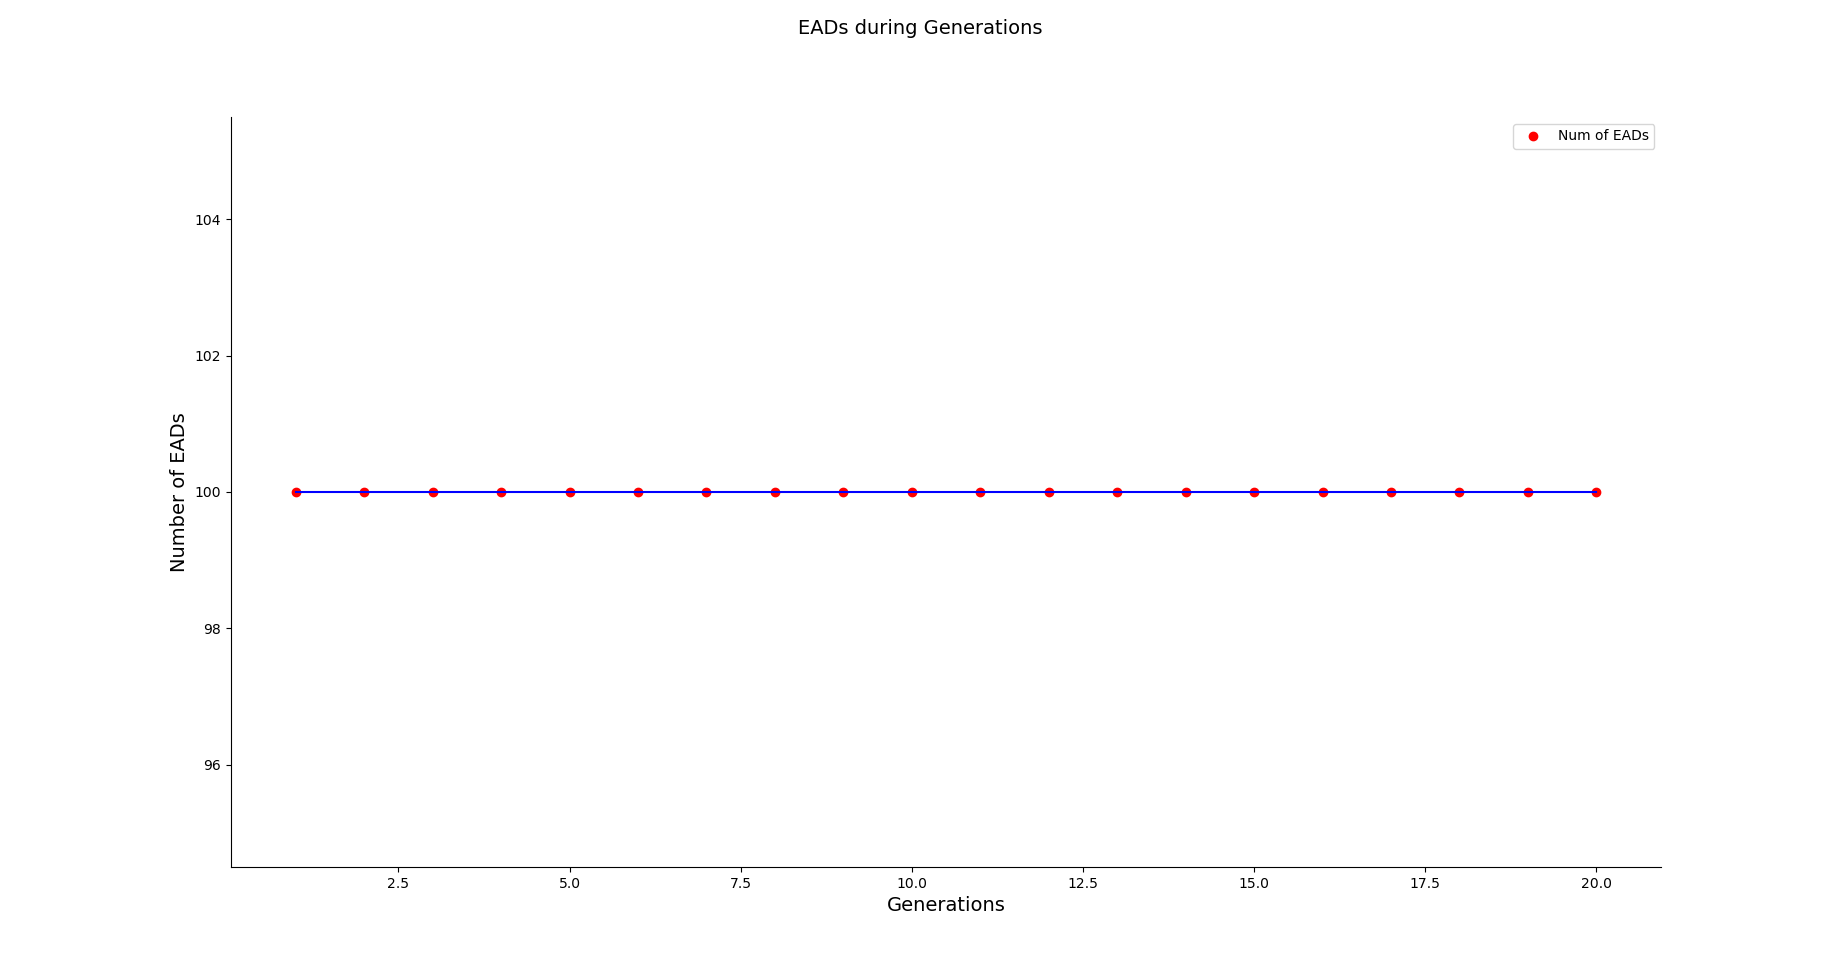 EADs during Generations
Num of EADs
104
102
100
98
96
Number of EADs
2.5 5.0 7.5 10.0 12.5 15.0 17.5 20.0
Generations